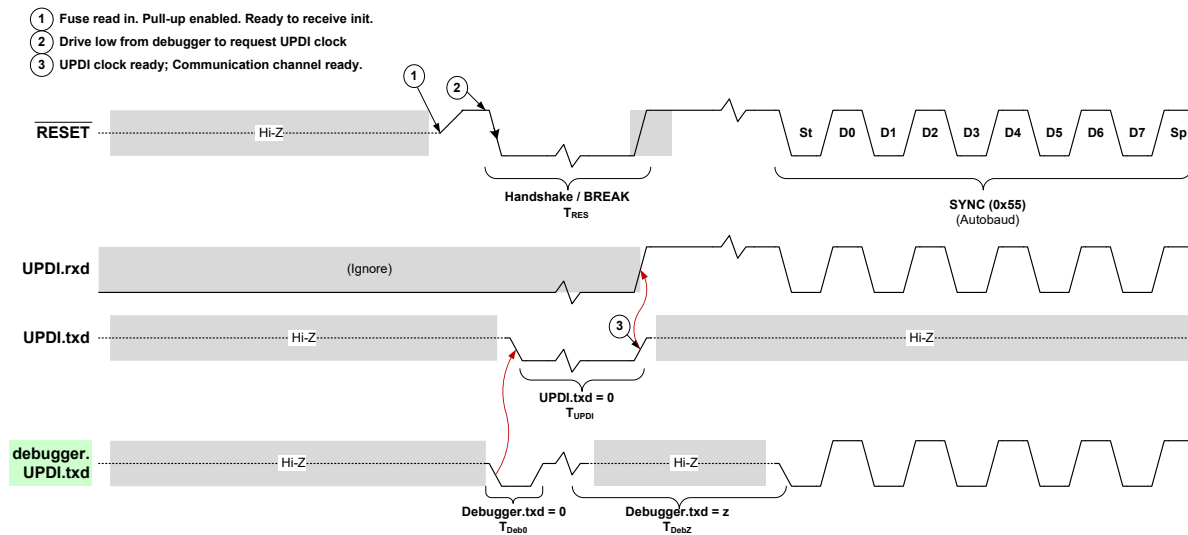 1 Fuse read in. Pull-up enabled. Ready to receive init.
2 Drive low from debugger to request UPDI clock
3 UPDI clock ready; Communication channel ready.
1
2
RESET
Hi-Z
St D0 D1 D2 D3 D4 D5 D6 D7 Sp
Handshake / BREAK
TRES
SYNC (0x55)
(Autobaud)
UPDI.rxd
(Ignore)
3
UPDI.txd
Hi-Z
Hi-Z
UPDI.txd = 0
TUPDI
debugger.
UPDI.txd
Hi-Z
Hi-Z
Debugger.txd = 0
TDeb0
Debugger.txd = z
TDebZ